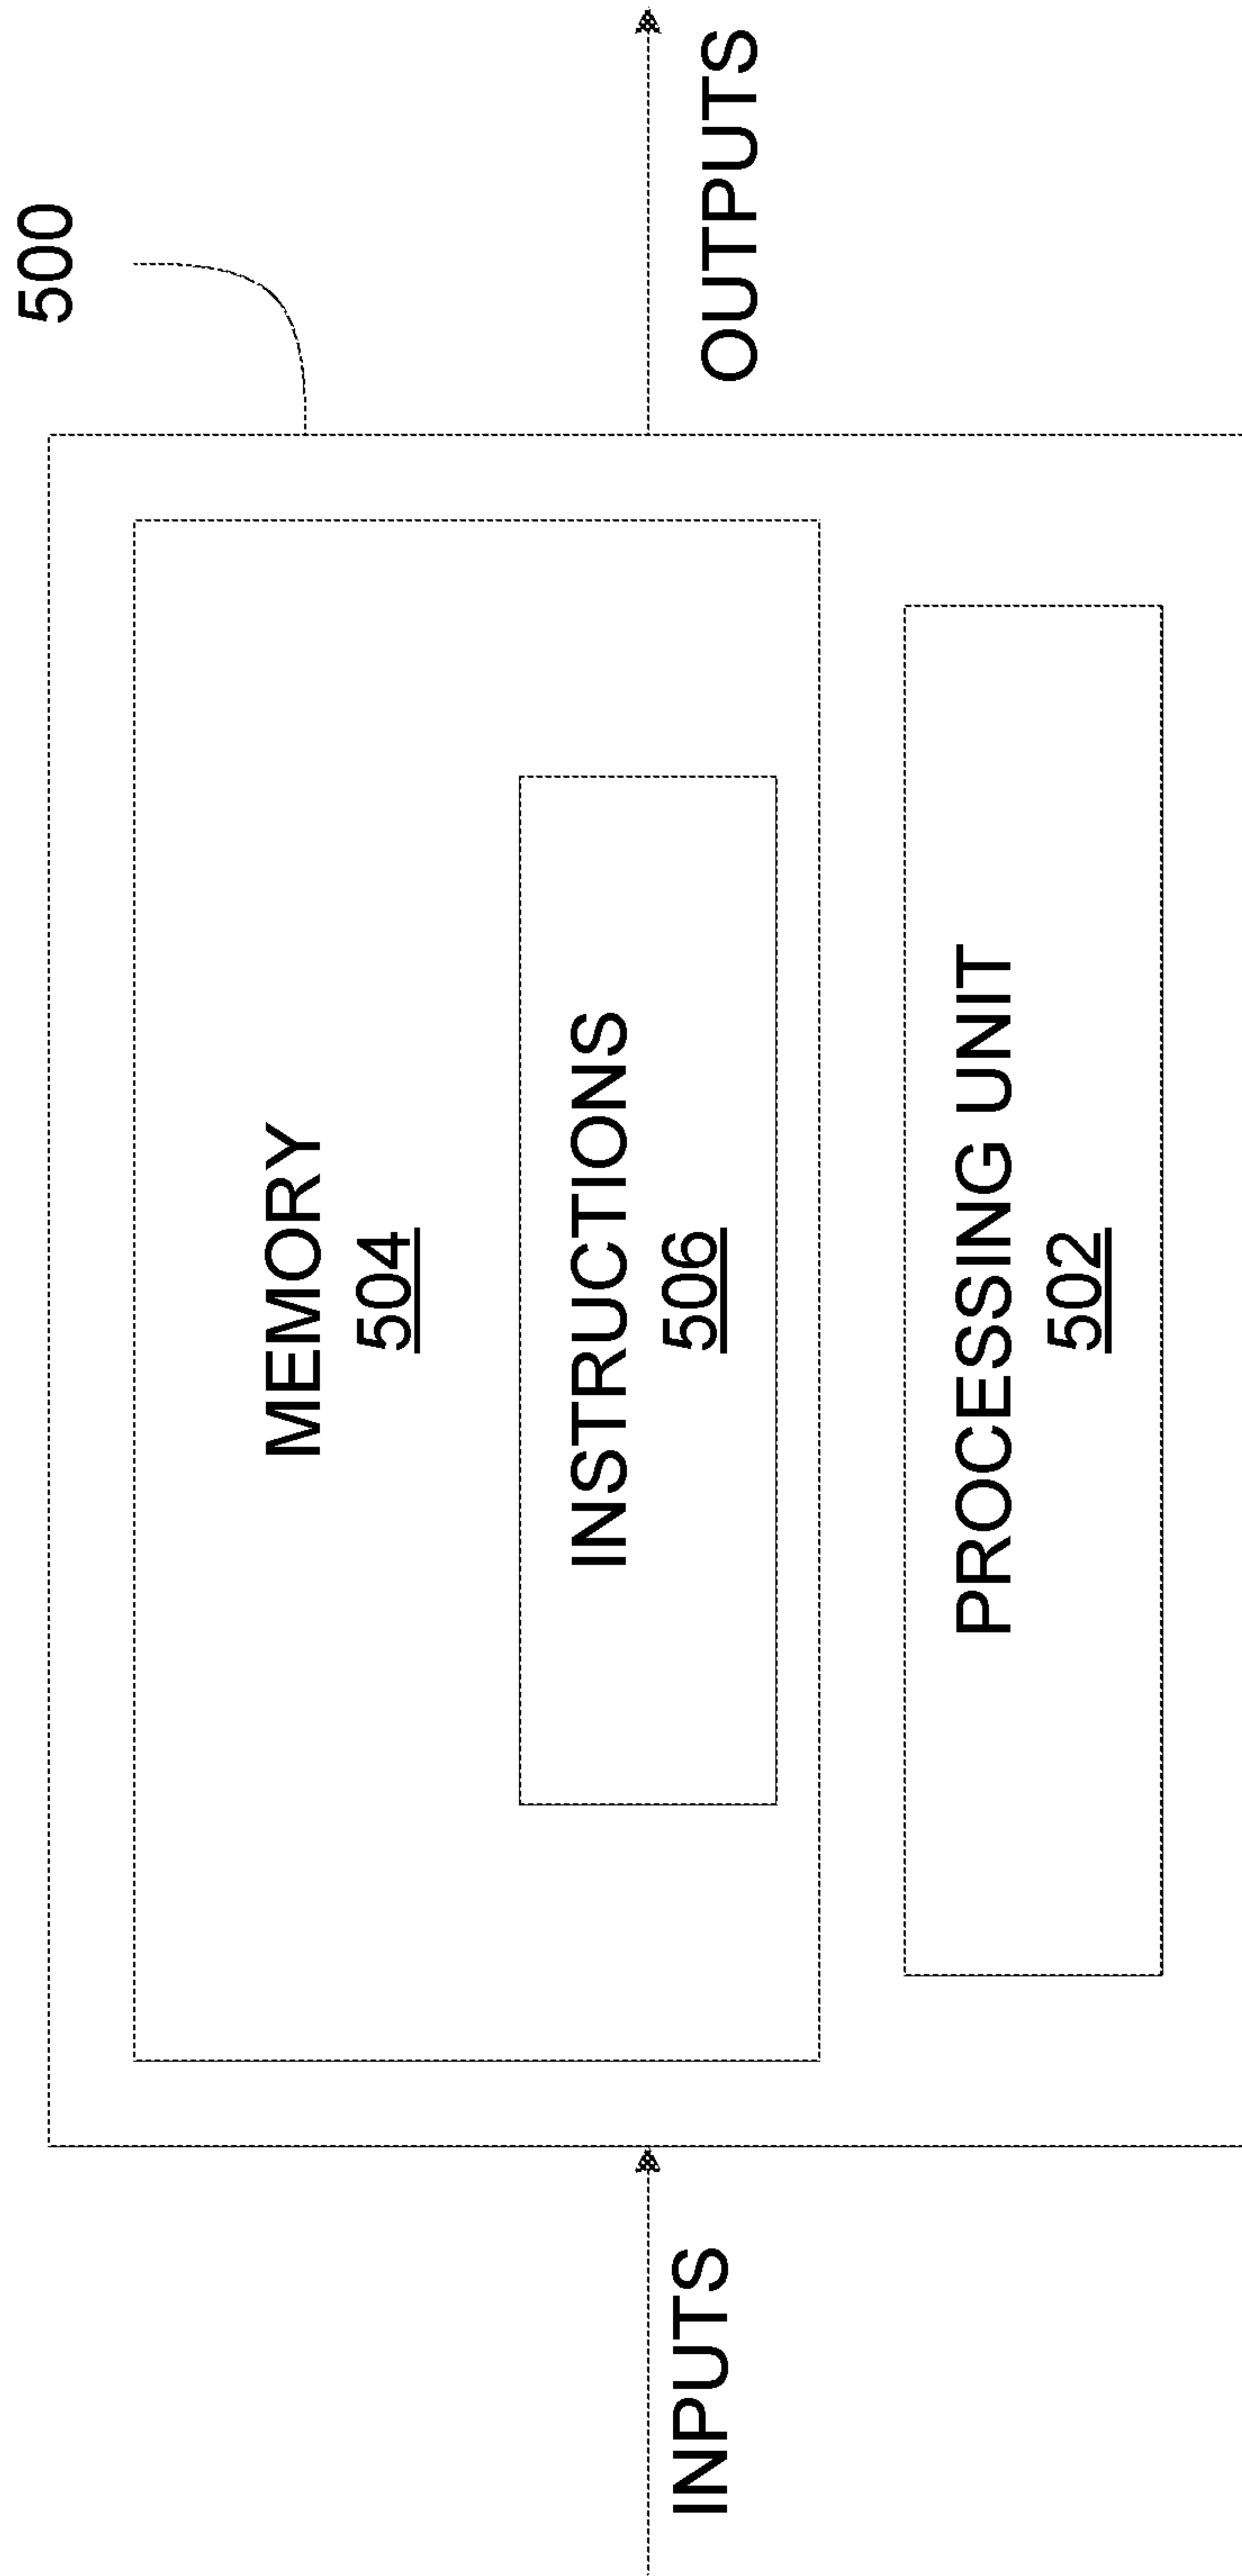 500
MEMORY
504
INSTRUCTIONS
506
PROCESSING UNIT
502
INPUTS
OUTPUTS